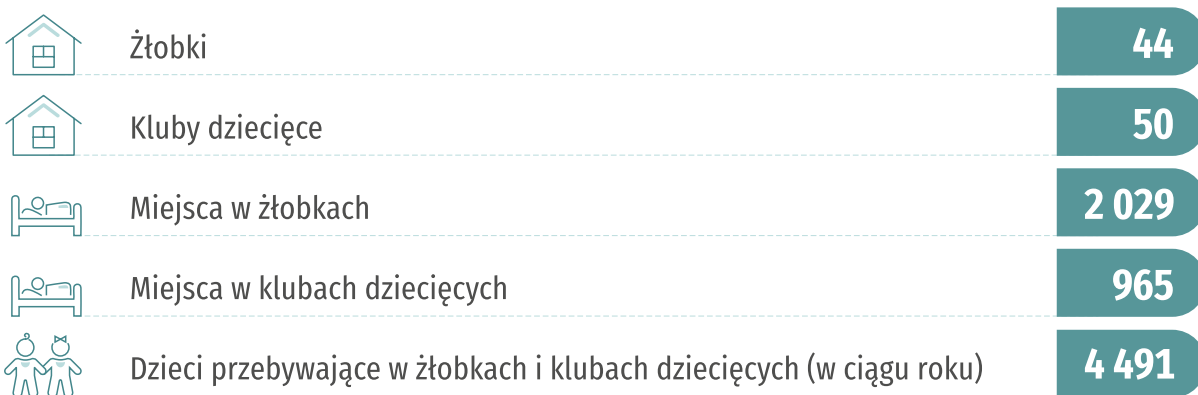 Żłobki 44
Kluby dziecięce 50
Miejsca w żłobkach 2 029
Miejsca w klubach dziecięcych 965
Dzieci przebywające w żłobkach i klubach dziecięcych (w ciągu roku) 4 491